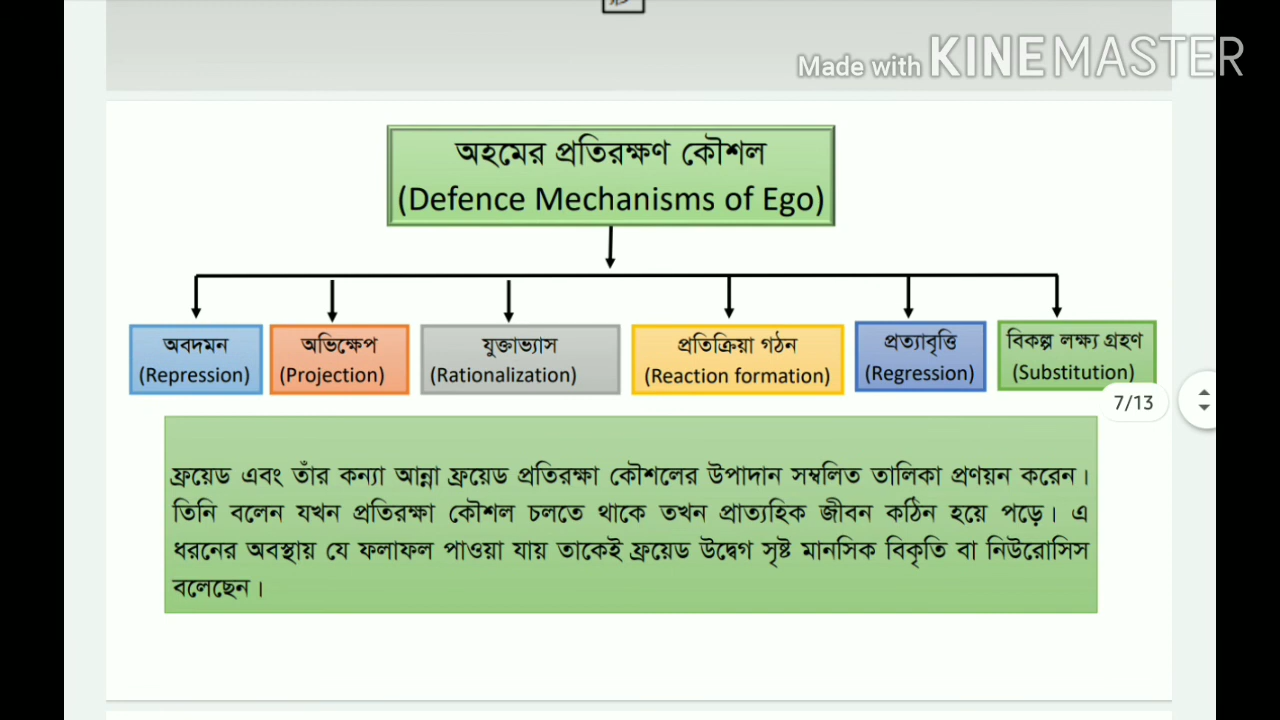 Made with KINEMASTER
অহমের প্রতিরক্ষণ কৌশল
(Defence Mechanisms of Ego)
অবদমন
(Repression)
অভিক্ষেপ
(Projection)
যুক্তাভ্যাস
(Rationalization)
প্রতিক্রিয়া গঠন
(Reaction formation)
প্রত্যাবৃত্তি
(Regression)
বিকল্প লক্ষ্য গ্রহণ
(Substitution)
7/13
ফ্রয়েড এবং তাঁর কন্যা আন্না ফ্রয়েড প্রতিরক্ষা কৌশলের উপাদান সম্বলিত তালিকা প্রণয়ন করেন।
তিনি বলেন যখন প্রতিরক্ষা কৌশল চলতে থাকে তখন প্রাত্যহিক জীবন কঠিন হয়ে পড়ে। এ
ধরনের অবস্থায় যে ফলাফল পাওয়া যায় তাকেই ফ্রয়েড উদ্বেগ সৃষ্ট মানসিক বিকৃতি বা নিউরোসিস
বলেছেন।